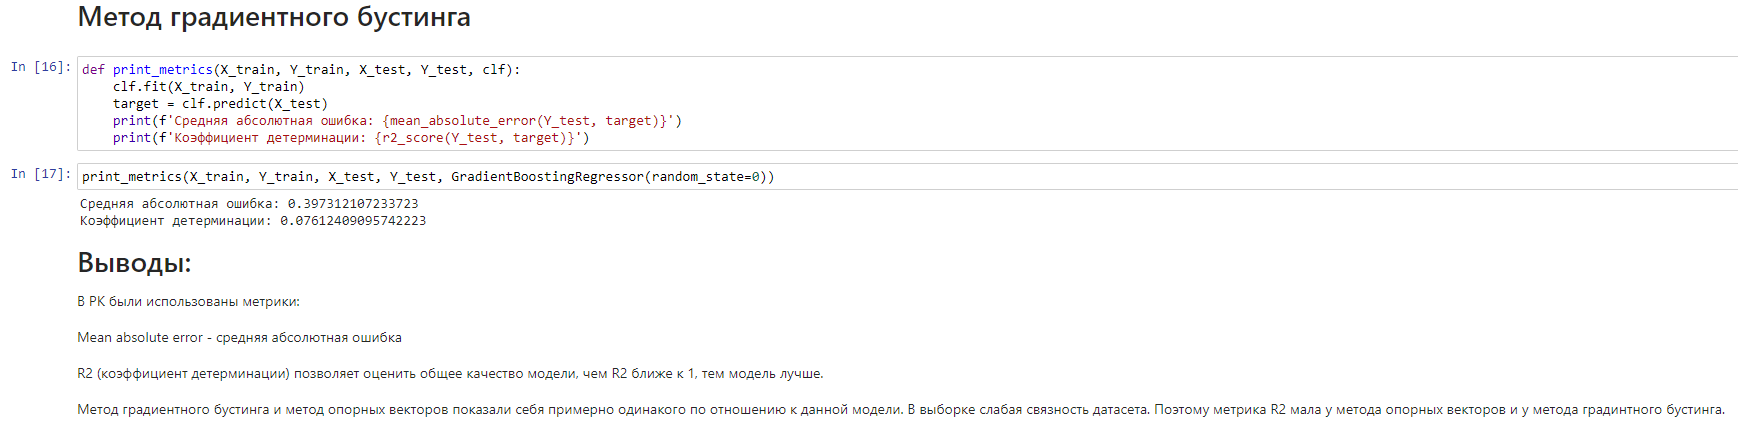 Метод градиентного бустинга
In [16]: def print_metrics(X_train, Y_train, X_test, Y_test, clf):
clf.fit(X_train, Y_train)
target = clf.predict(X_test)
print(f'Средняя абсолютная ошибка: {mean_absolute_error(Y_test, target)}')
print(f'Коэффициент детерминации: {r2_score(Y_test, target)}')
In [17]: print_metrics(X_train, Y_train, X_test, Y_test, GradientBoostingRegressor(random_state=0))
Средняя абсолютная ошибка: 0.397312107233723
Коэффициент детерминации: 0.07612409095742223
Выводы:
В РК были использованы метрики:
Mean absolute error - средняя абсолютная ошибка
R2 (коэффициент детерминации) позволяет оценить общее качество модели, чем R2 ближе к 1, тем модель лучше.
Метод градиентного бустинга и метод опорных векторов показали себя примерно одинакого по отношению к данной модели. В выборке слабая связность датасета. Поэтому метрика R2 мала у метода опорных векторов и у метода градинтного бустинга.